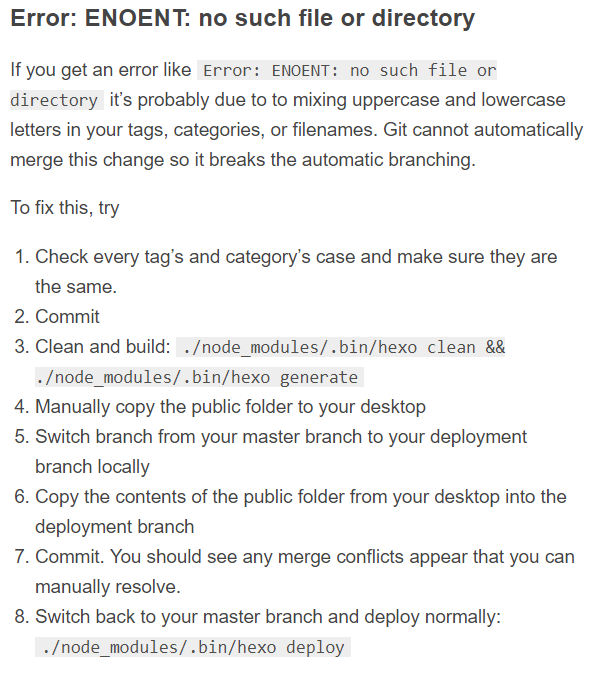 Error: ENOENT: no such file or directory
If you get an error like Error: ENOENT: no such file or
directory it’s probably due to to mixing uppercase and lowercase
letters in your tags, categories, or filenames. Git cannot automatically
merge this change so it breaks the automatic branching.
To fix this, try
1. Check every tag’s and category’s case and make sure they are
the same.
2. Commit
3. Clean and build: ./node_modules/.bin/hexo clean &&
./node_modules/.bin/hexo generate
4. Manually copy the public folder to your desktop
5. Switch branch from your master branch to your deployment
branch locally
6. Copy the contents of the public folder from your desktop into the
deployment branch
7. Commit. You should see any merge conflicts appear that you can
manually resolve.
8. Switch back to your master branch and deploy normally:
./node_modules/.bin/hexo deploy